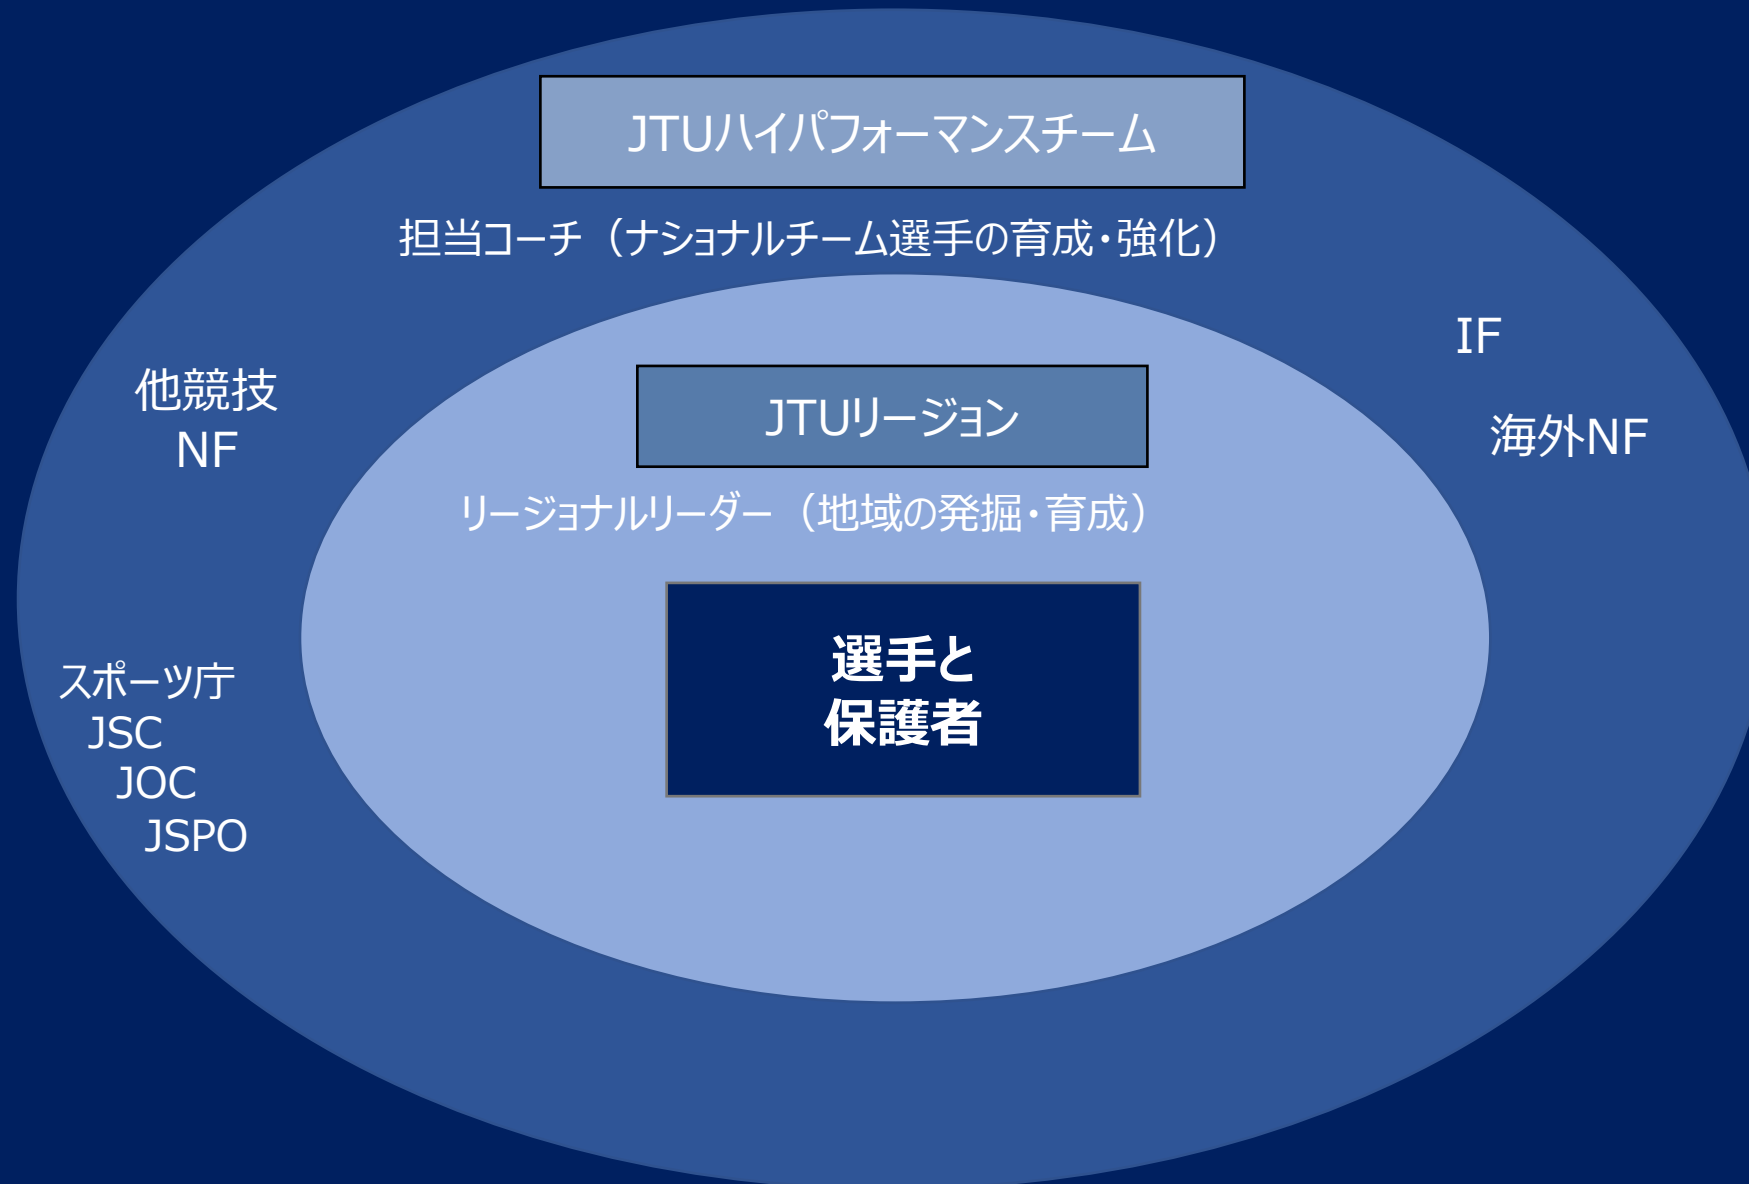 JTUハイパフォーマンスチーム
担当コーチ（ナショナルチーム選手の育成・強化）
IF
他競技
NF
海外NF
JTUリージョン
リージョナルリーダー（地域の発掘・育成）
選手と
保護者
スポーツ庁
JSC
JOC
JSPO